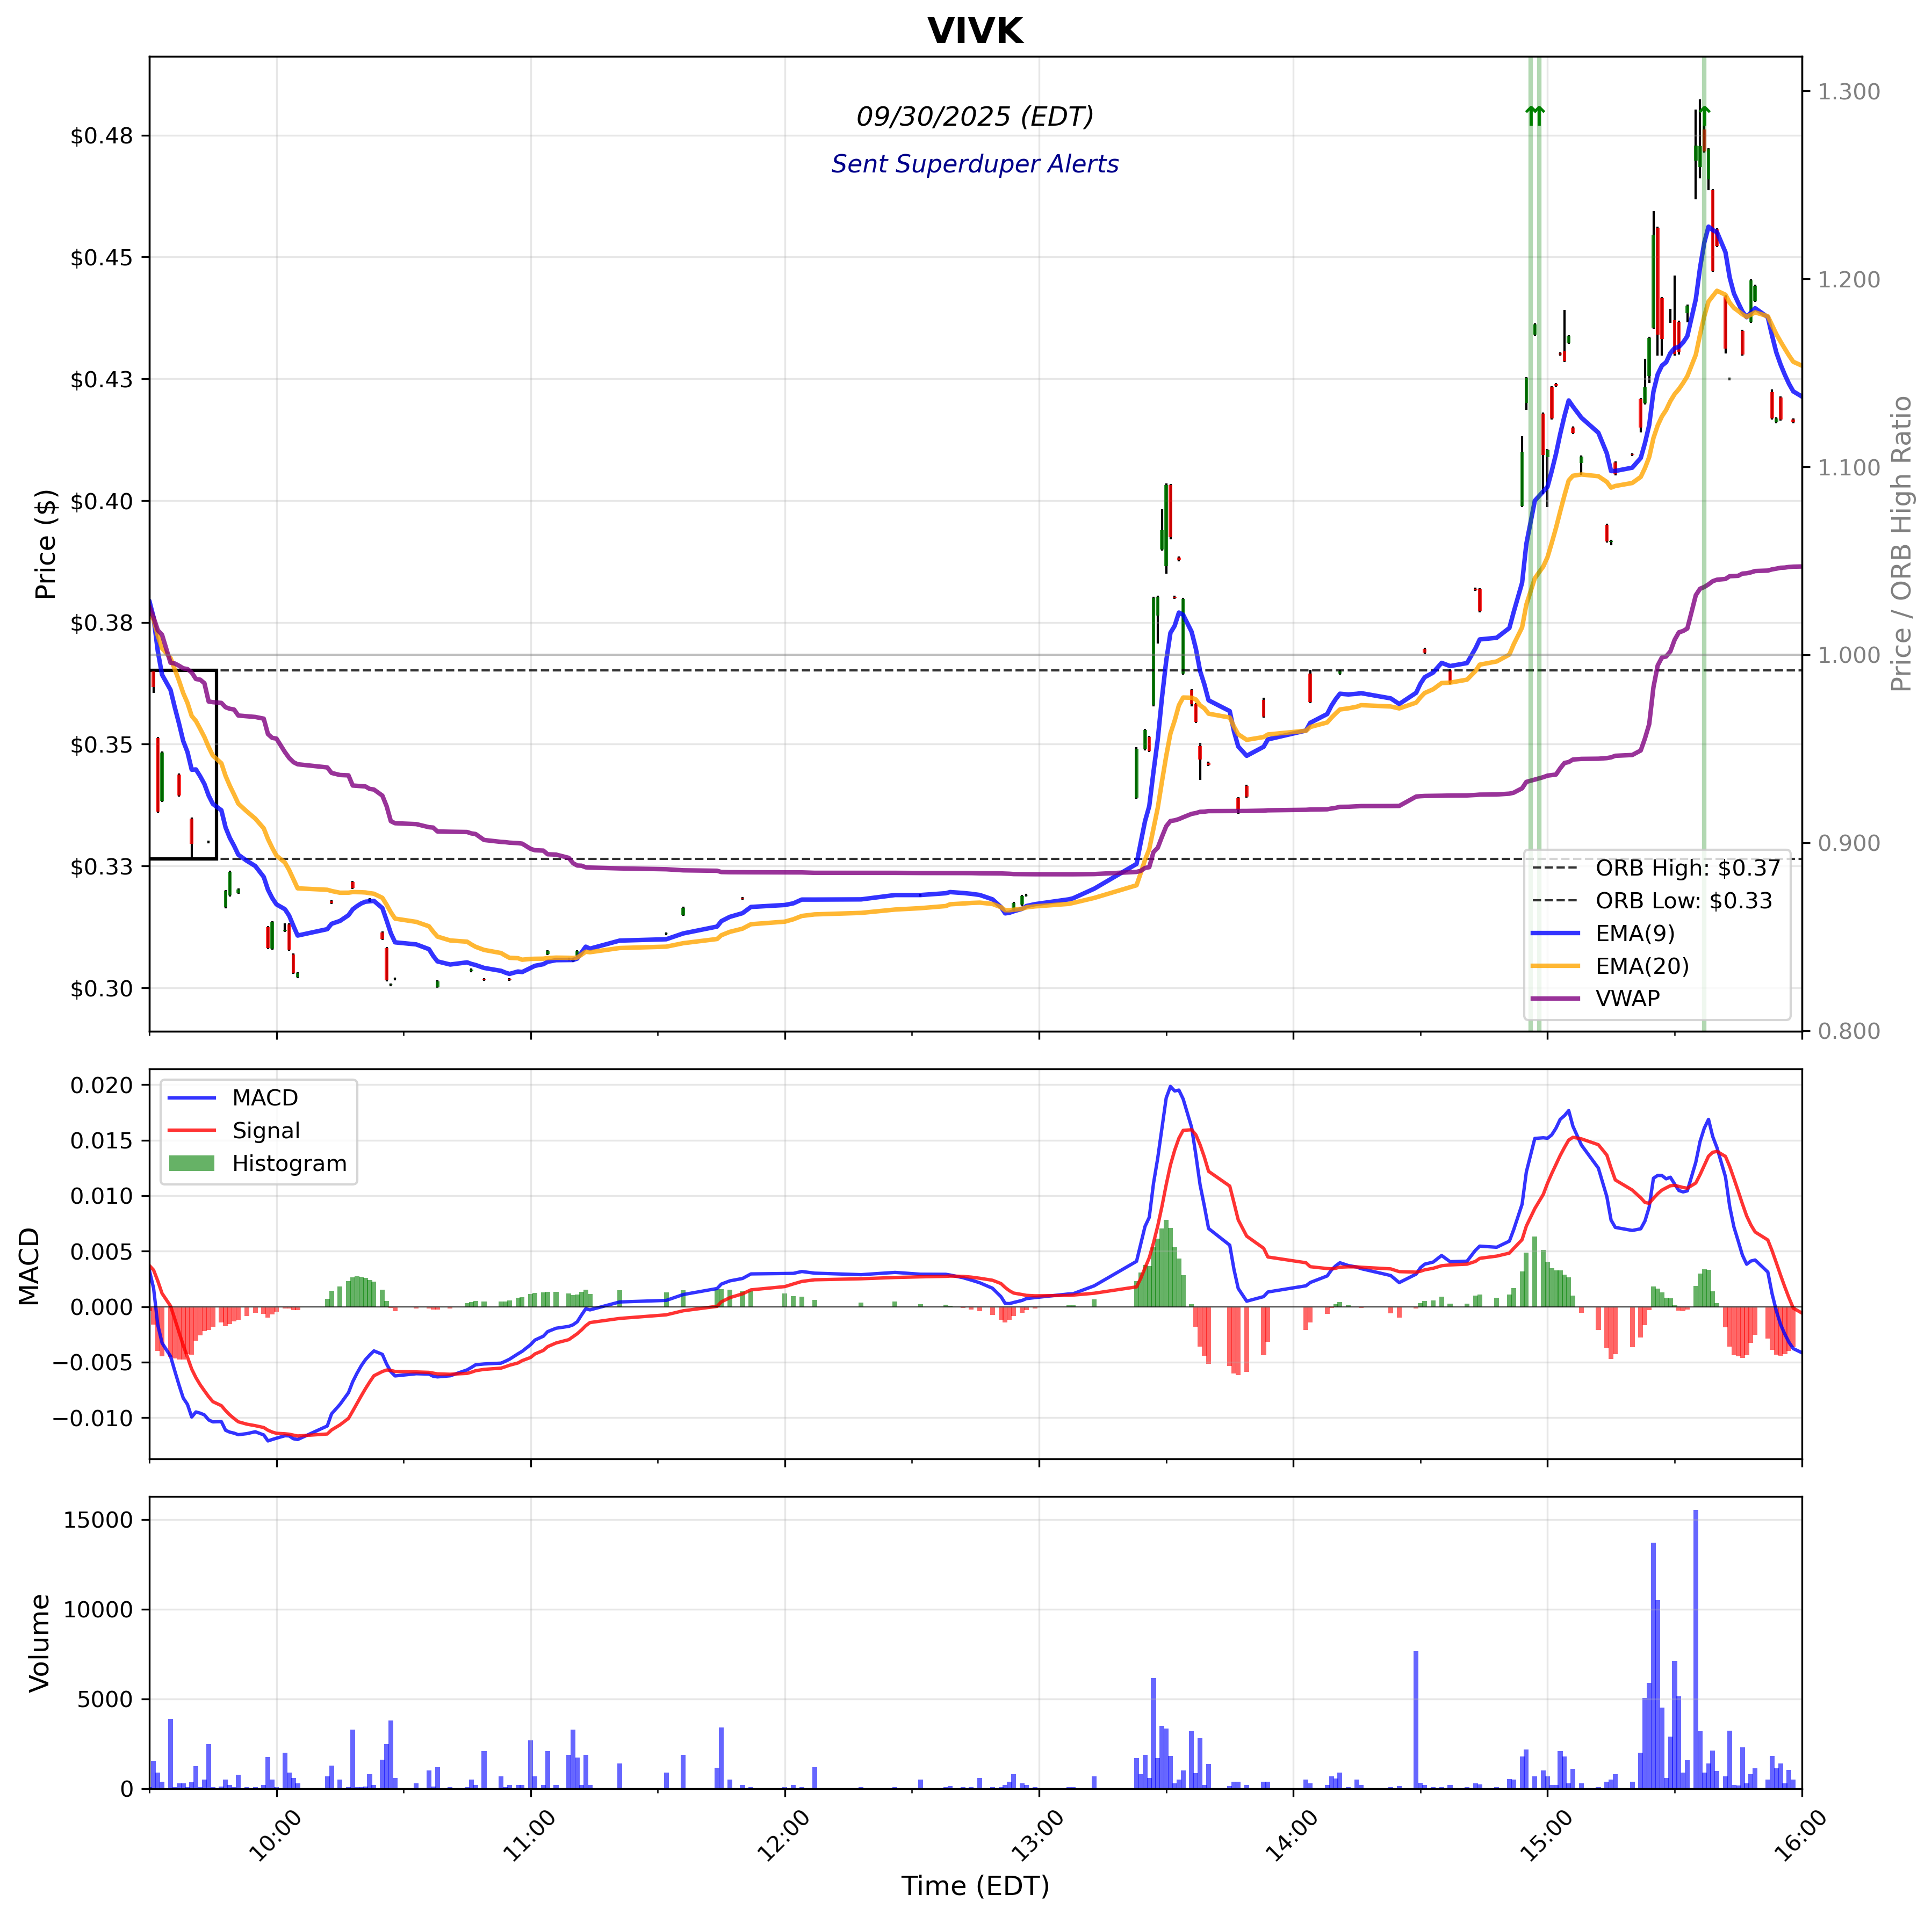 VIVK
09/30/2025 (EDT)
Sent Superduper Alerts
Price ($)
$0.48
$0.45
$0.43
$0.40
$0.38
$0.35
$0.33
$0.30
1.300
1.200
1.100
1.000
0.900
0.800
Price / ORB High Ratio
ORB High: $0.37
ORB Low: $0.33
EMA(9)
EMA(20)
VWAP
MACD
0.020
0.015
0.010
0.005
0.000
−0.005
−0.010
MACD
Signal
Histogram
Volume
15000
10000
5000
0
10:00
11:00
12:00
13:00
14:00
15:00
16:00
Time (EDT)